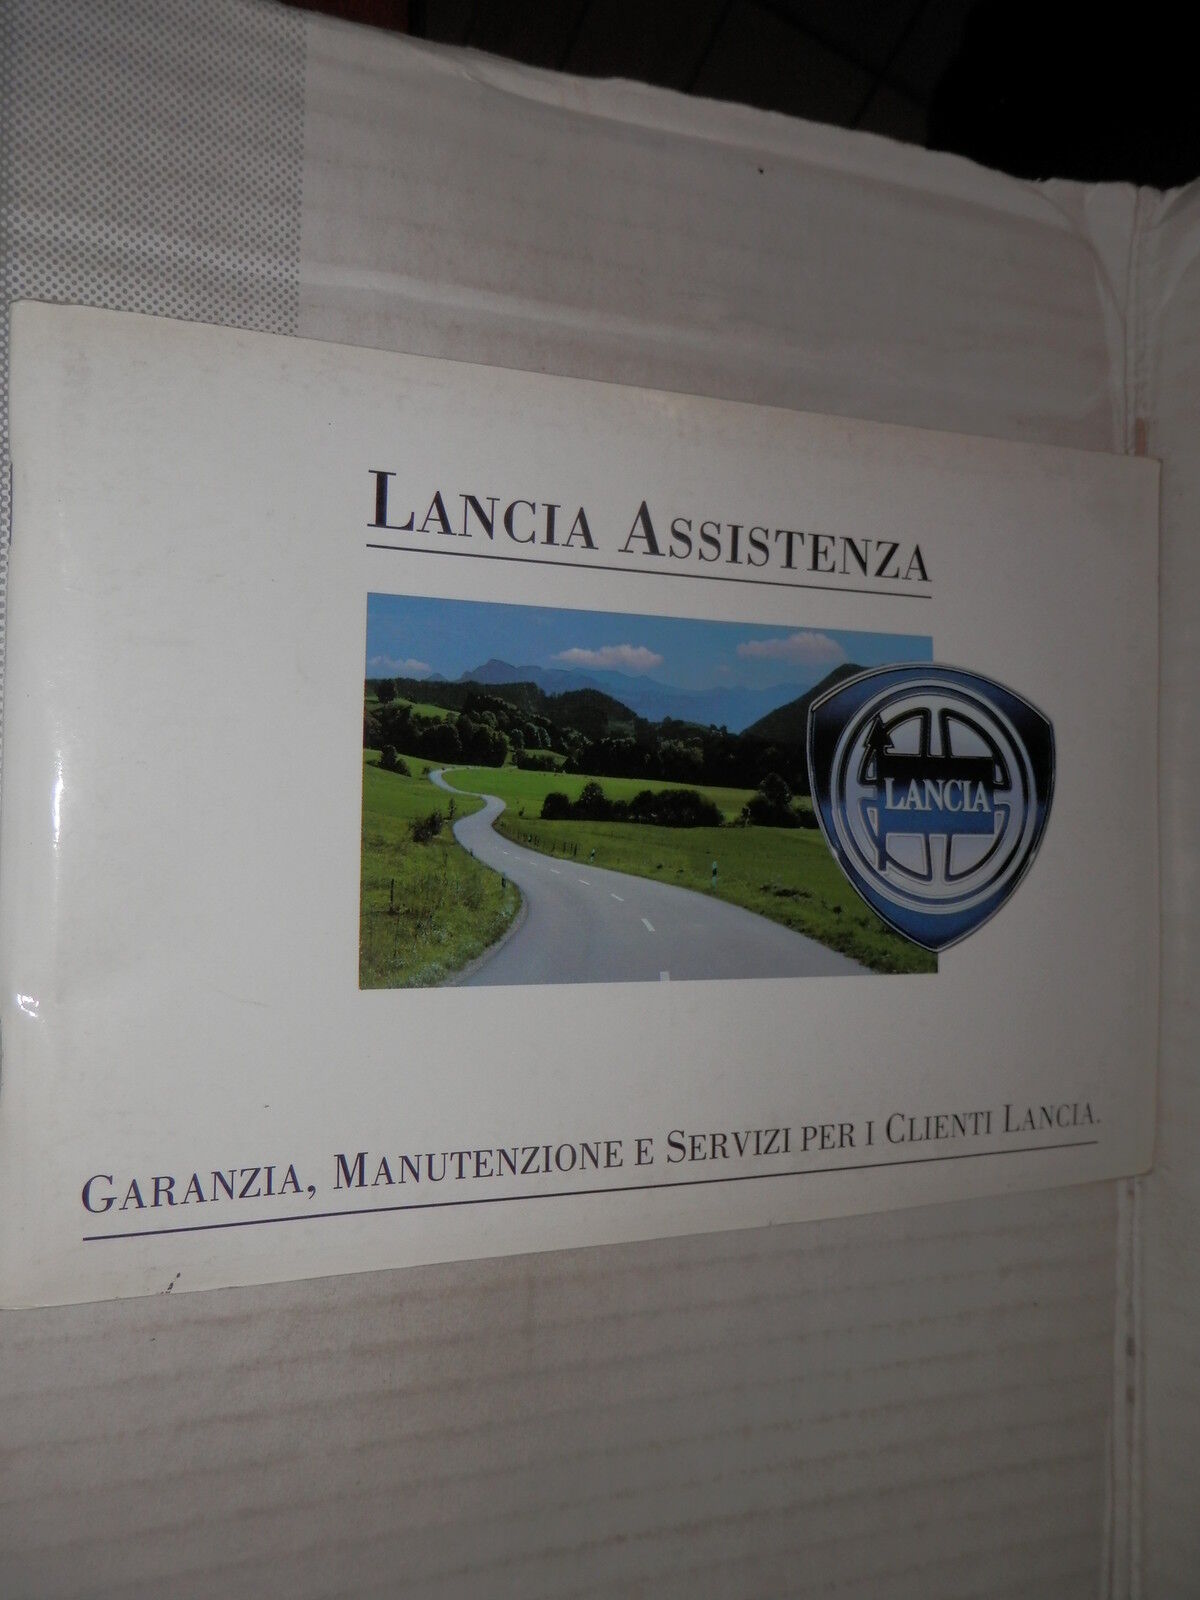 LANCIA ASSISTENZA
LANCIA
GARANZIA, MANUTENZIONE E SERVIZI PER I CLIENTI LANCIA.